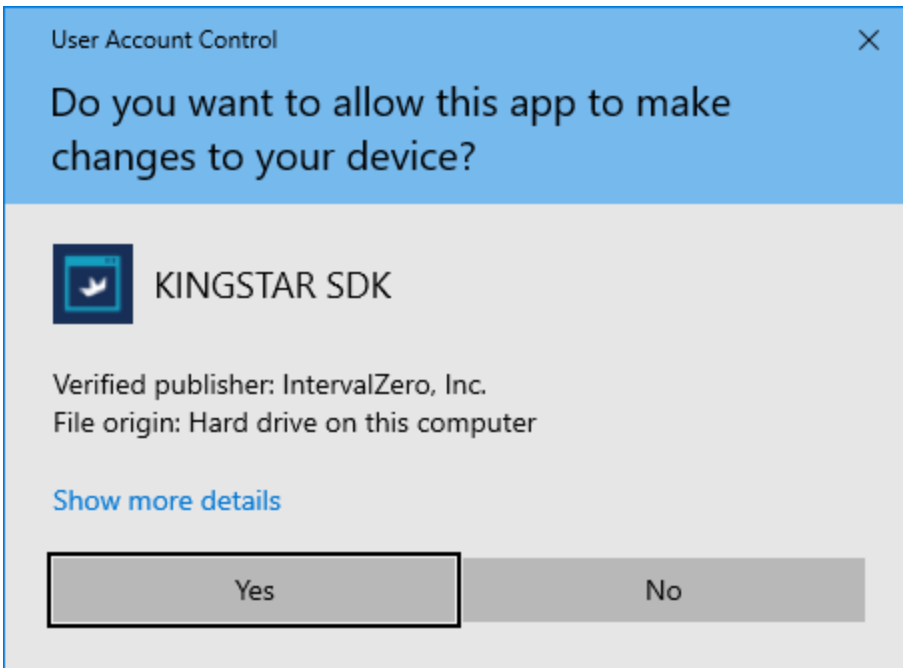 User Account Control
Do you want to allow this app to make
changes to your device?
KINGSTAR SDK
Verified publisher: IntervalZero, Inc.
File origin: Hard drive on this computer
Show more details
Yes
No